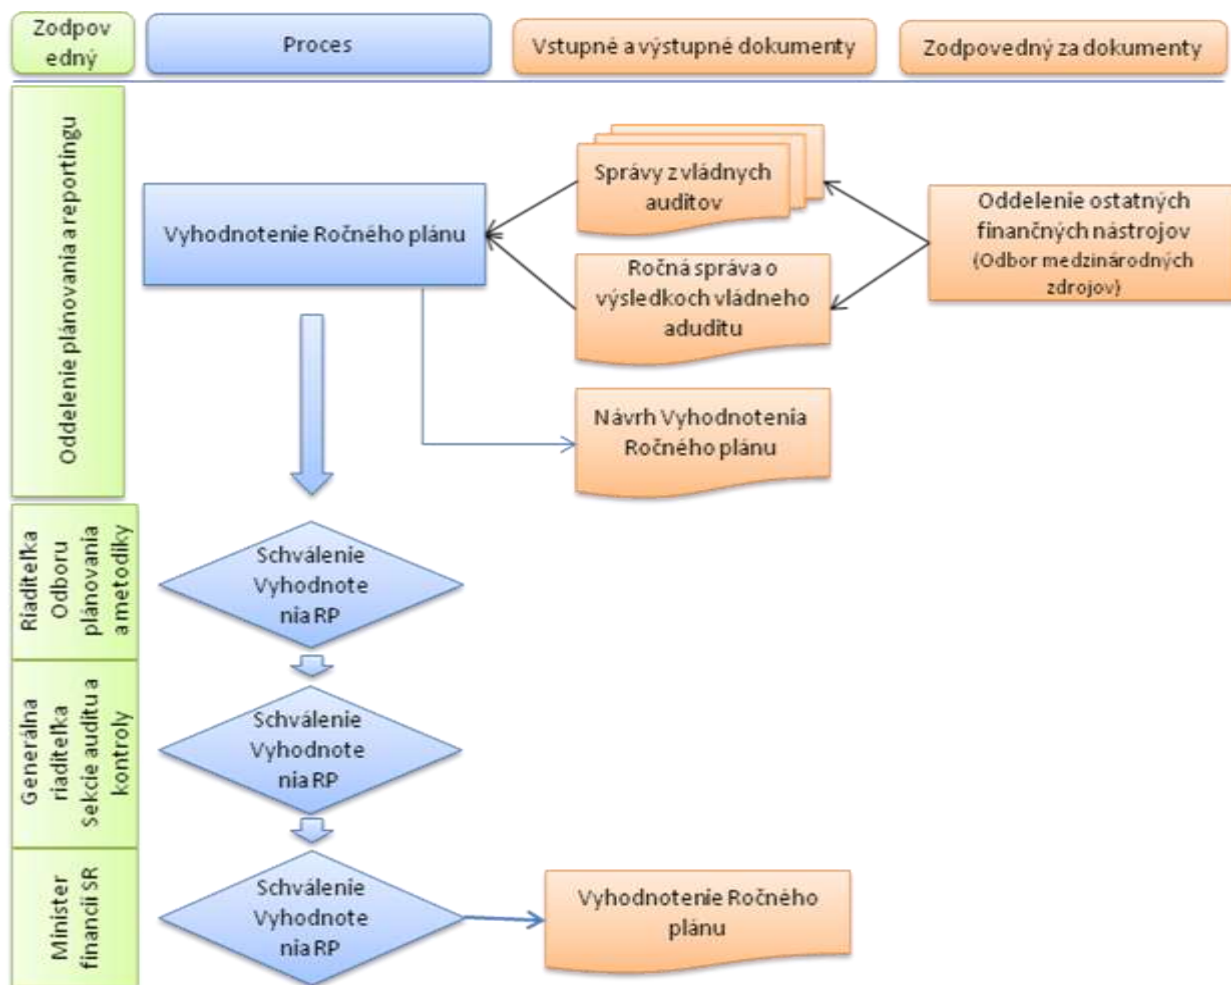 Zodpov
edný
Proces
Vstupné a výstupné dokumenty
Zodpovedný za dokumenty
Oddelenie plánovania a reportingu
Vyhodnotenie Ročného plánu
Správy z vládnych
auditov
Ročná správa o
výsledkoch vládneho
aduditu
Oddelenie ostatných
finančných nástrojov
(Odbor medzinárodných
zdrojov)
Návrh Vyhodnotenia
Ročného plánu
Riaditeľka
Odboru
plánovania
a metodiky
Schválenie
Vyhodnote
nia RP
Generálna
riaditeľka
Sekcie auditu a
kontroly
Schválenie
Vyhodnote
nia RP
Minister
financií SR
Schválenie
Vyhodnote
nia RP
Vyhodnotenie Ročného
plánu